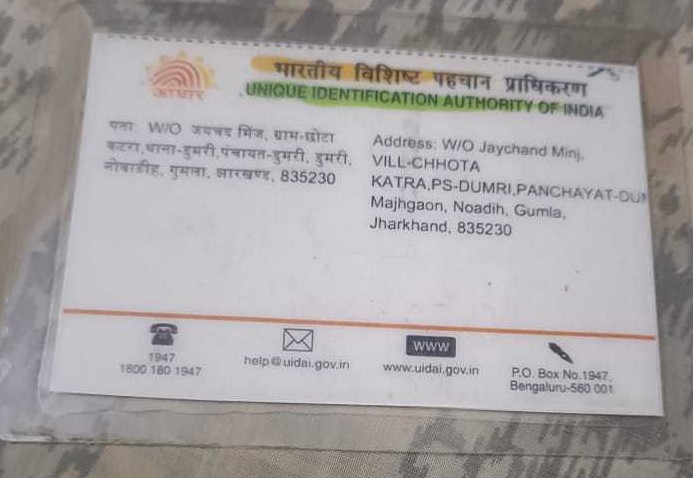 भारतीय विशिष्ट पहचान प्राधिकरण
UNIQUE IDENTIFICATION AUTHORITY OF INDIA
आधार
पता: W/O जयचद मिंज, ग्राम-छोटा
कटरा,थाना-डुमरी,पंचायत-डुमरी, डुमरी,
नोवाडीह, गुमला, झारखण्ड, 835230
Address: W/O Jaychand Minj,
VILL-CHHOTA
KATRA,PS-DUMRI,PANCHAYAT-DU
Majhgaon, Noadih, Gumla,
Jharkhand, 835230
1947
1800 180 1947
help@uidai.gov.in
www
www.uidai.gov.in
P.O. Box No.1947,
Bengaluru-560 001